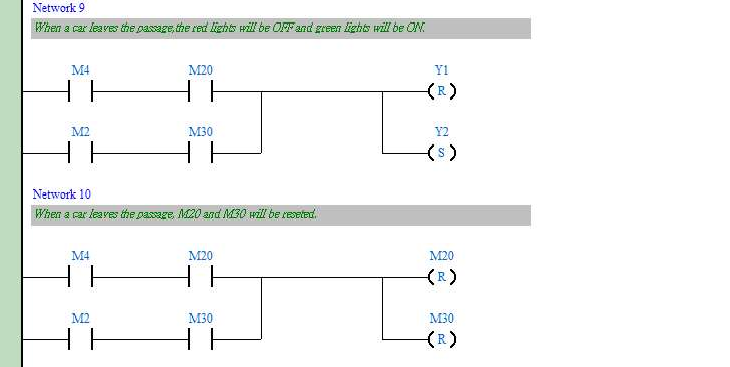 Network 9
When a car leaves the passage,the red lights will be OFF and green lights will be ON.
M4 M20 Y1
R
M2 M30 Y2
S
Network 10
When a car leaves the passage, M20 and M30 will be reseted.
M4 M20 M20
R
M2 M30 M30
R